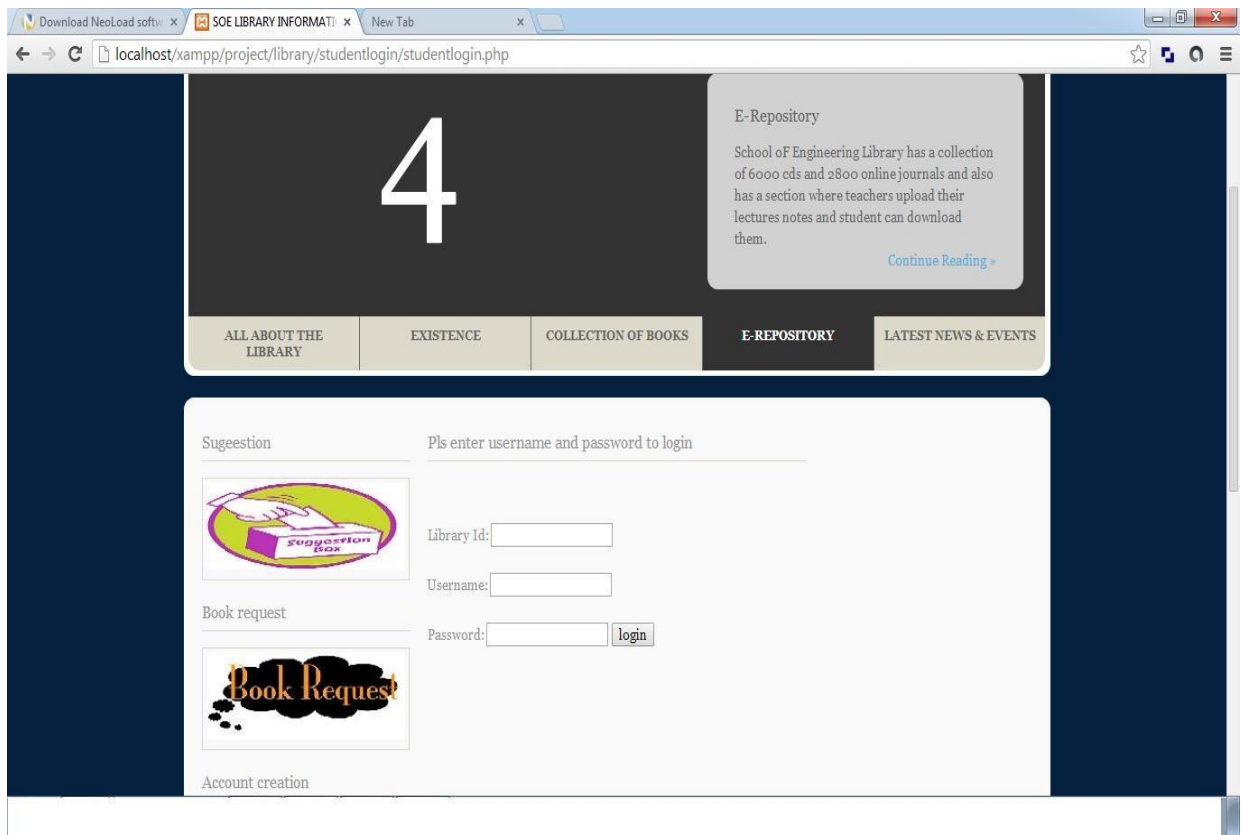 Download NeoLoad softw
SOE LIBRARY INFORMATI
New Tab
localhost/xampp/project/library/studentlogin/studentlogin.php
4
E-Repository
School oF Engineering Library has a collection
of 6000 cds and 2800 online journals and also
has a section where teachers upload their
lectures notes and student can download
them.
Continue Reading »
ALL ABOUT THE
LIBRARY
EXISTENCE
COLLECTION OF BOOKS
E-REPOSITORY
LATEST NEWS & EVENTS
Sugeestion
Suggestion
Box
Book request
Book Request
Account creation
Pls enter username and password to login
Library Id:
Username:
Password:
login